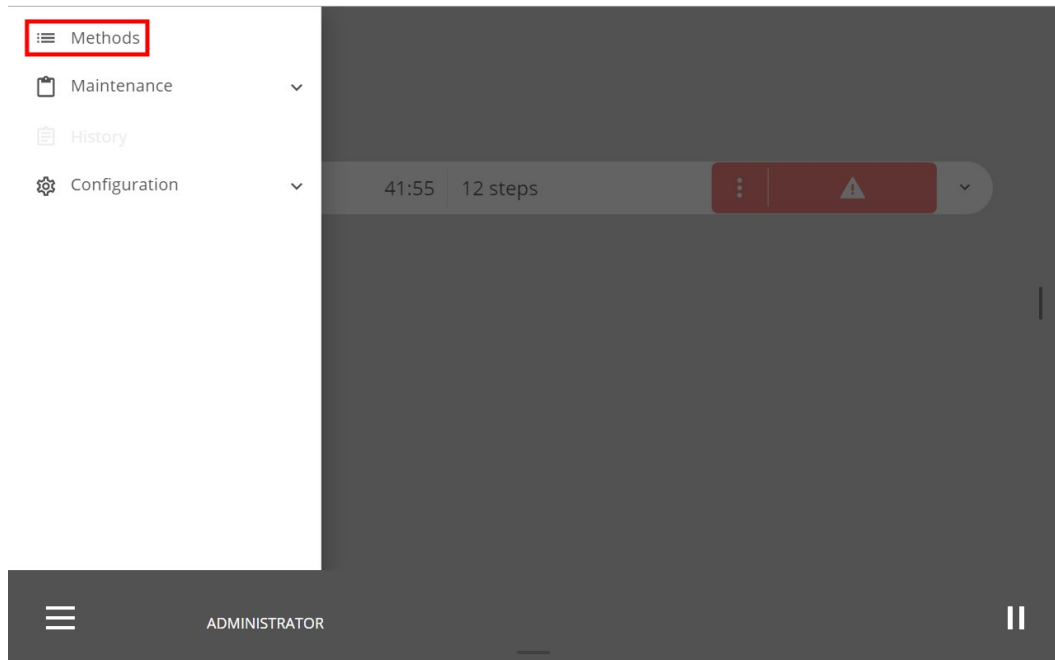 Methods
Maintenance
History
Configuration
41:55 12 steps
ADMINISTRATOR